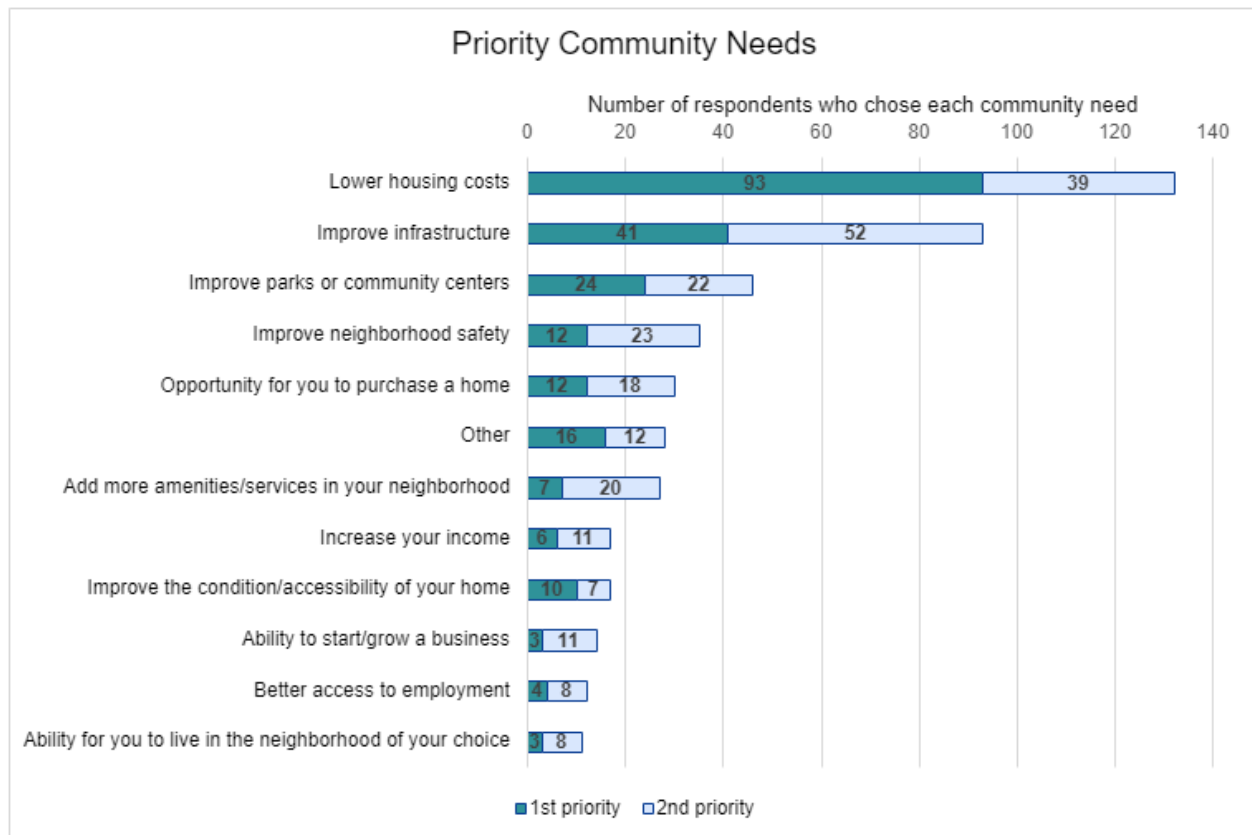 Priority Community Needs
Number of respondents who chose each community need
0 20 40 60 80 100 120 140
Lower housing costs 93 39
Improve infrastructure 41 52
Improve parks or community centers 24 22
Improve neighborhood safety 12 23
Opportunity for you to purchase a home 12 18
Other 16 12
Add more amenities/services in your neighborhood 7 20
Increase your income 6 11
Improve the condition/accessibility of your home 10 7
Ability to start/grow a business 3 11
Better access to employment 4 8
Ability for you to live in the neighborhood of your choice 3 8
1st priority 2nd priority